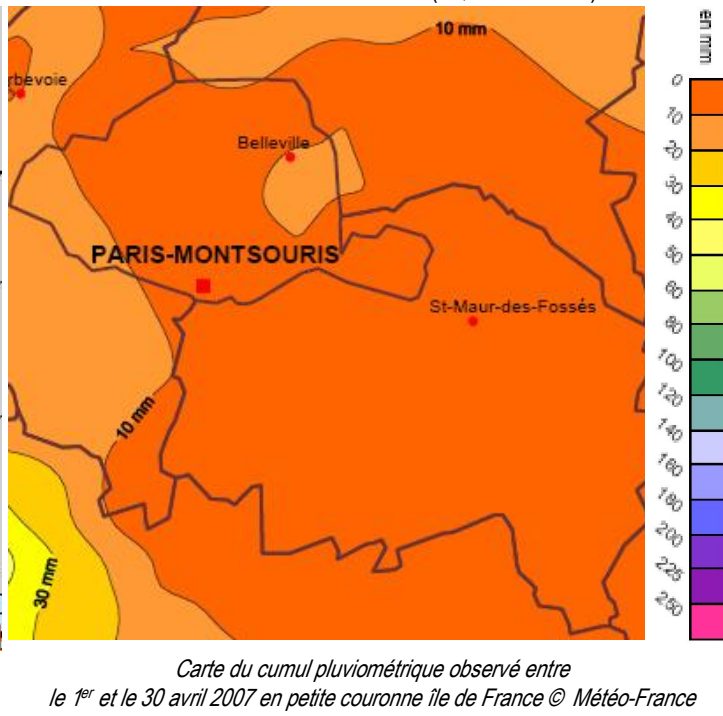 10 mm
en mm
rbevoie
Belleville
PARIS-MONTSOURIS
St-Maur-des-Fossés
10 mm
30 mm
0
10
20
30
40
50
60
80
100
120
140
160
180
200
225
250
Carte du cumul pluviométrique observé entre
le 1er et le 30 avril 2007 en petite couronne île de France © Météo-France